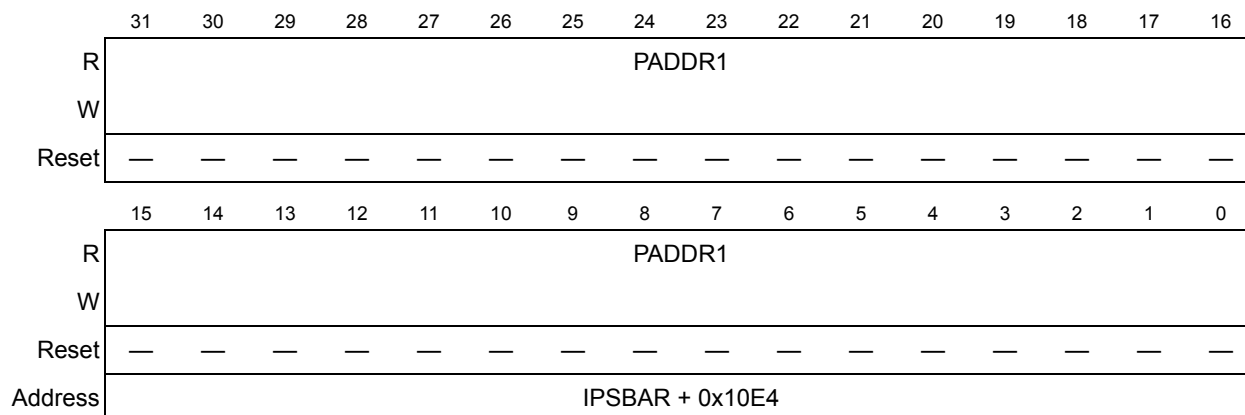 31 30 29 28 27 26 25 24 23 22 21 20 19 18 17 16
R PADDR1
W
Reset — — — — — — — — — — — — — — — —
15 14 13 12 11 10 9 8 7 6 5 4 3 2 1 0
R PADDR1
W
Reset — — — — — — — — — — — — — — — —
Address IPSBAR + 0x10E4